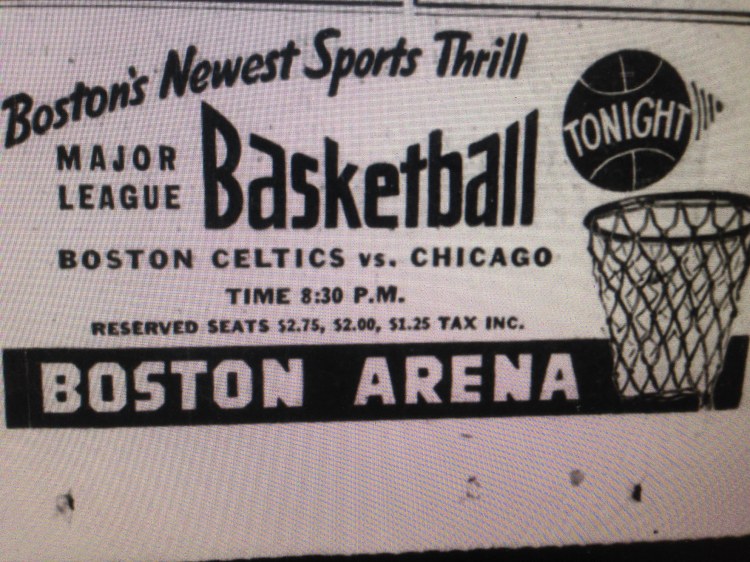 Boston's Newest Sports Thrill
TONIGHT
MAJOR LEAGUE Basketball
BOSTON CELTICS vs. CHICAGO
TIME 8:30 P.M.
RESERVED SEATS $2.75, $2.00, $1.25 TAX INC.
BOSTON ARENA